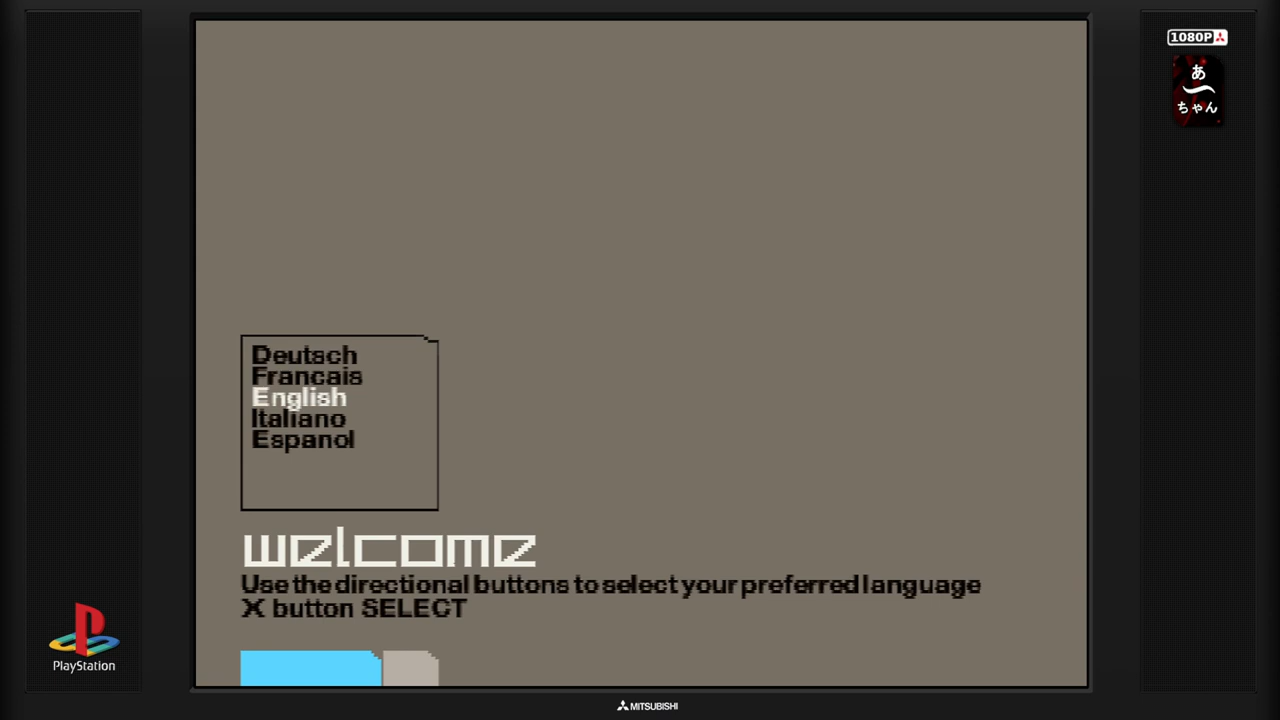 1080P
あ
ーちゃん
Deutsch
Francais
English
Italiano
Espanol
welcome
Use the directional buttons to select your preferred language
X button SELECT
PlayStation
MITSUBISHI